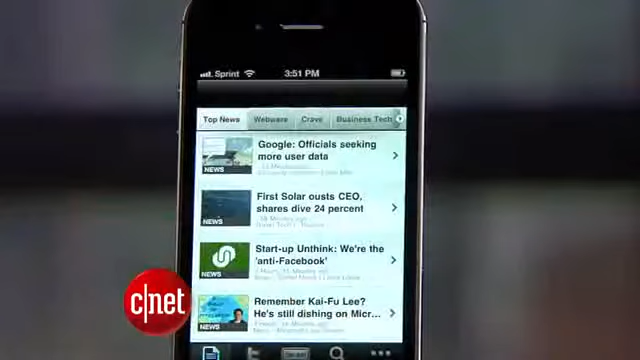 Sprint
3:51 PM
Top News
Webware
Crave
Business Tech
Google: Officials seeking
more user data
NEWS
First Solar ousts CEO,
shares dive 24 percent
NEWS
Start-up Unthink: We're the
'anti-Facebook'
NEWS
Remember Kai-Fu Lee?
He's still dishing on Micr...
NEWS
c|net